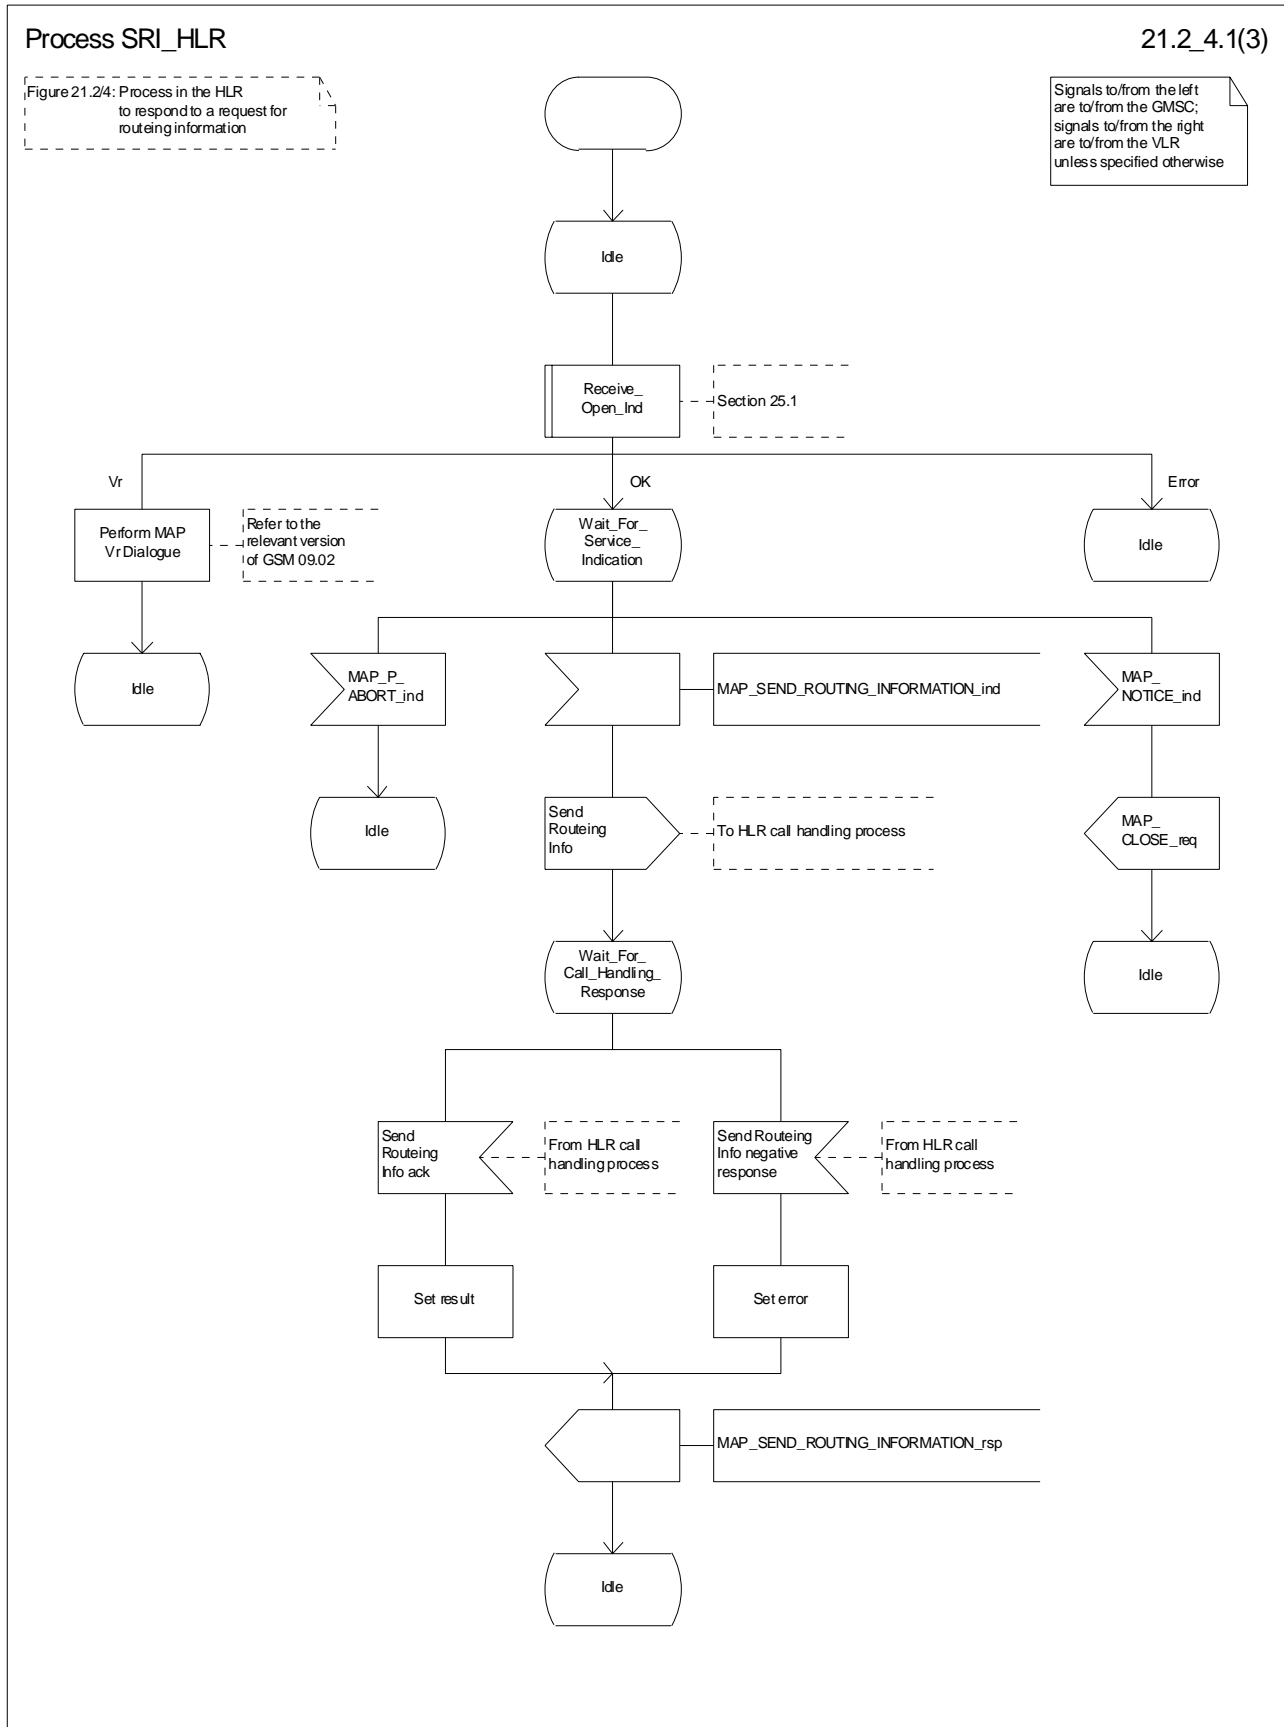 Process SRI_HLR
21.2_4.1(3)
Figure 21.2/4: Process in the HLR
to respond to a request for
routeing information
Signals to/from the left
are to/from the GMSC;
signals to/from the right
are to/from the VLR
unless specified otherwise
Idle
Receive_
Open_Ind
Section 25.1
Vr
OK
Error
Perform MAP
Vr Dialogue
Refer to the
relevant version
of GSM 09.02
Wait_For_
Service_
Indication
Idle
Idle
MAP_P_
ABORT_ind
MAP_SEND_ROUTING_INFORMATION_ind
MAP_
NOTICE_ind
Idle
Send
Routeing
Info
To HLR call handling process
MAP_
CLOSE_req
Wait_For_
Call_Handling_
Response
Idle
Send
Routeing
Info ack
From HLR call
handling process
Send Routeing
Info negative
response
From HLR call
handling process
Set result
Set error
MAP_SEND_ROUTING_INFORMATION_rsp
Idle